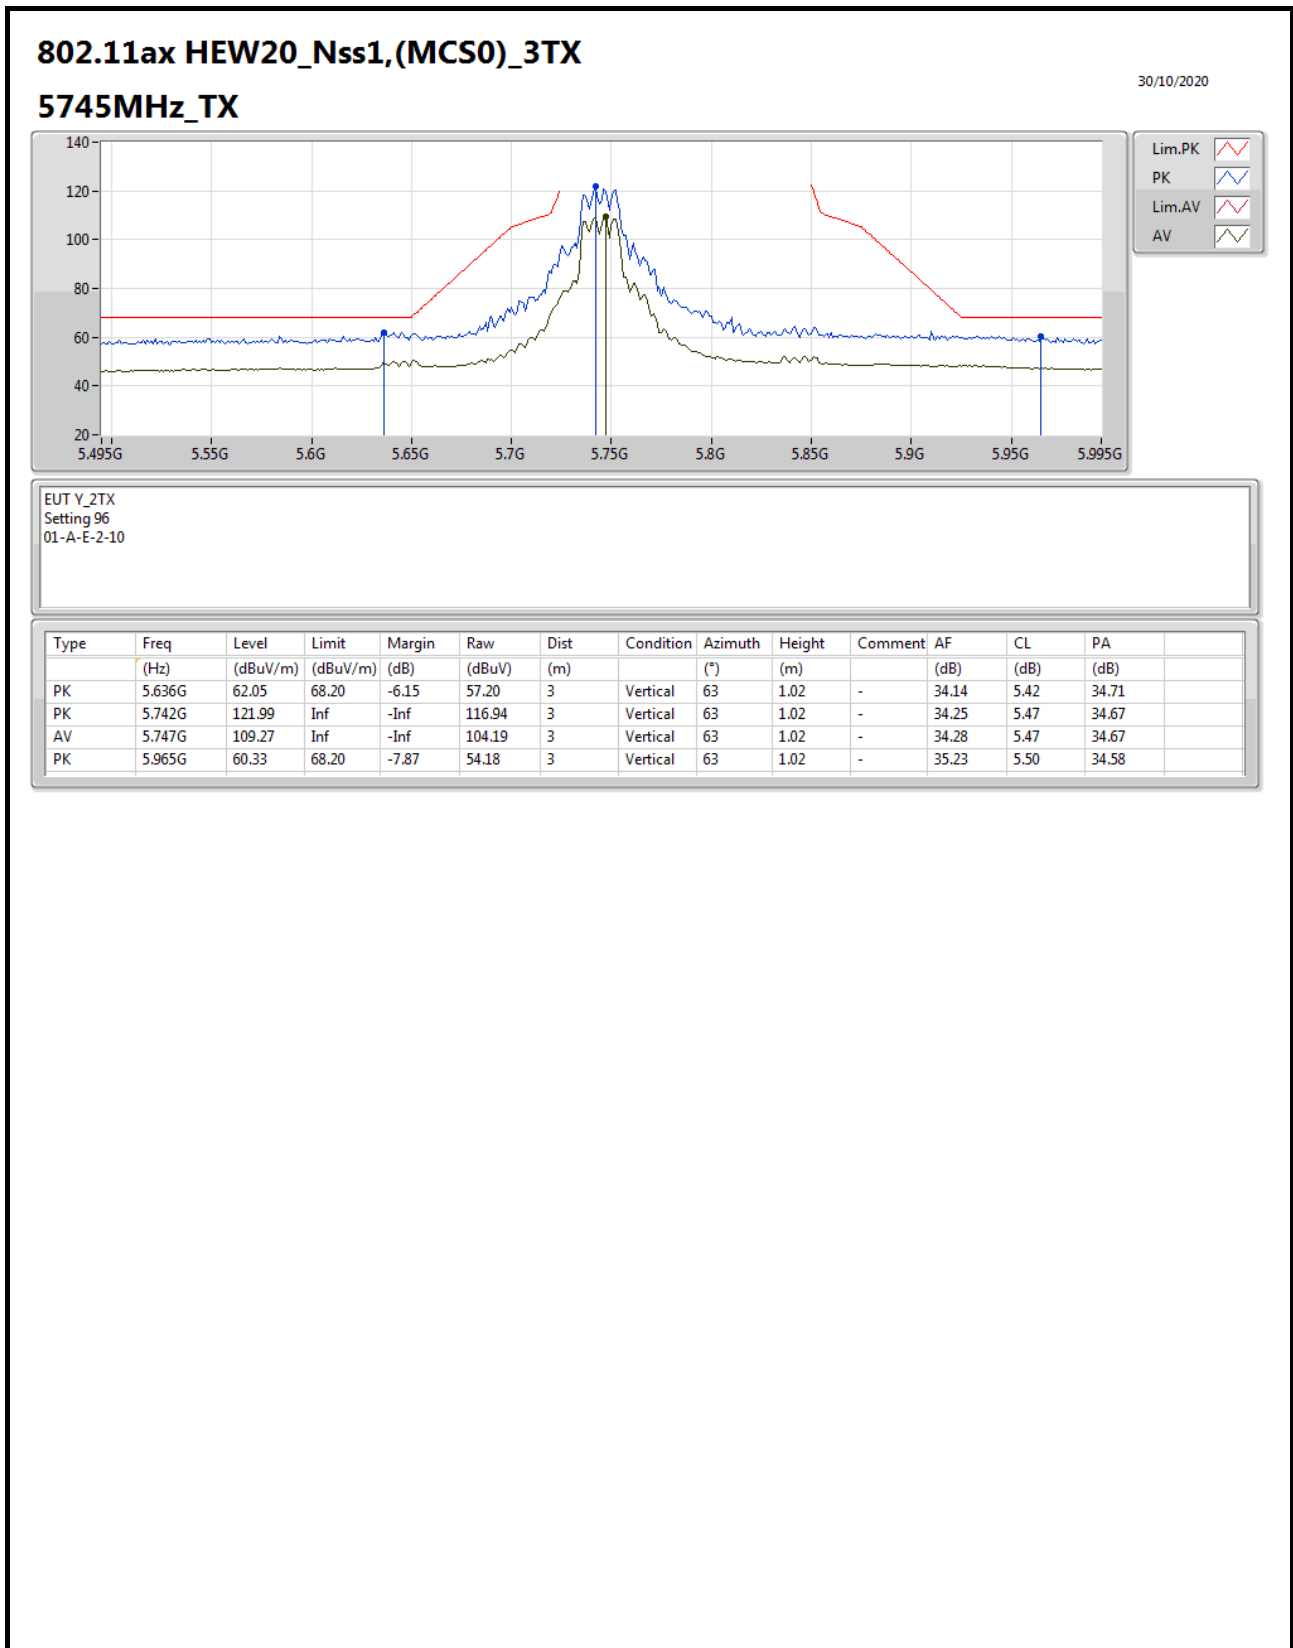 802.11ax HEW20_Nss1,(MCS0)_3TX
30/10/2020
5745MHz_TX
140
120
100
80
60
40
20
5.495G 5.55G 5.6G 5.65G 5.7G 5.75G 5.8G 5.85G 5.9G 5.95G 5.995G
Lim.PK
PK
Lim.AV
AV
EUT Y_2TX
Setting 96
01-A-E-2-10
Type Freq Level Limit Margin Raw Dist Condition Azimuth Height Comment AF CL PA
(Hz) (dBuV/m) (dBuV/m) (dB) (dBuV) (m) (°) (m) (dB) (dB) (dB)
PK 5.636G 62.05 68.20 -6.15 57.20 3 Vertical 63 1.02 - 34.14 5.42 34.71
PK 5.742G 121.99 Inf -Inf 116.94 3 Vertical 63 1.02 - 34.25 5.47 34.67
AV 5.747G 109.27 Inf -Inf 104.19 3 Vertical 63 1.02 - 34.28 5.47 34.67
PK 5.965G 60.33 68.20 -7.87 54.18 3 Vertical 63 1.02 - 35.23 5.50 34.58